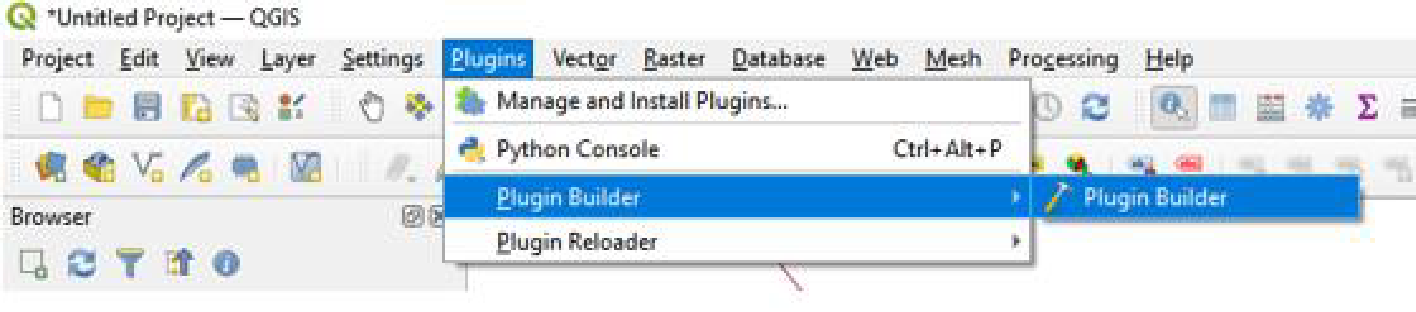 *Untitled Project — QGIS
Project Edit View Layer Settings Plugins Vector Raster Database Web Mesh Processing Help
Manage and Install Plugins...
Python Console Ctrl+Alt+P
Plugin Builder Plugin Builder
Browser
Plugin Reloader